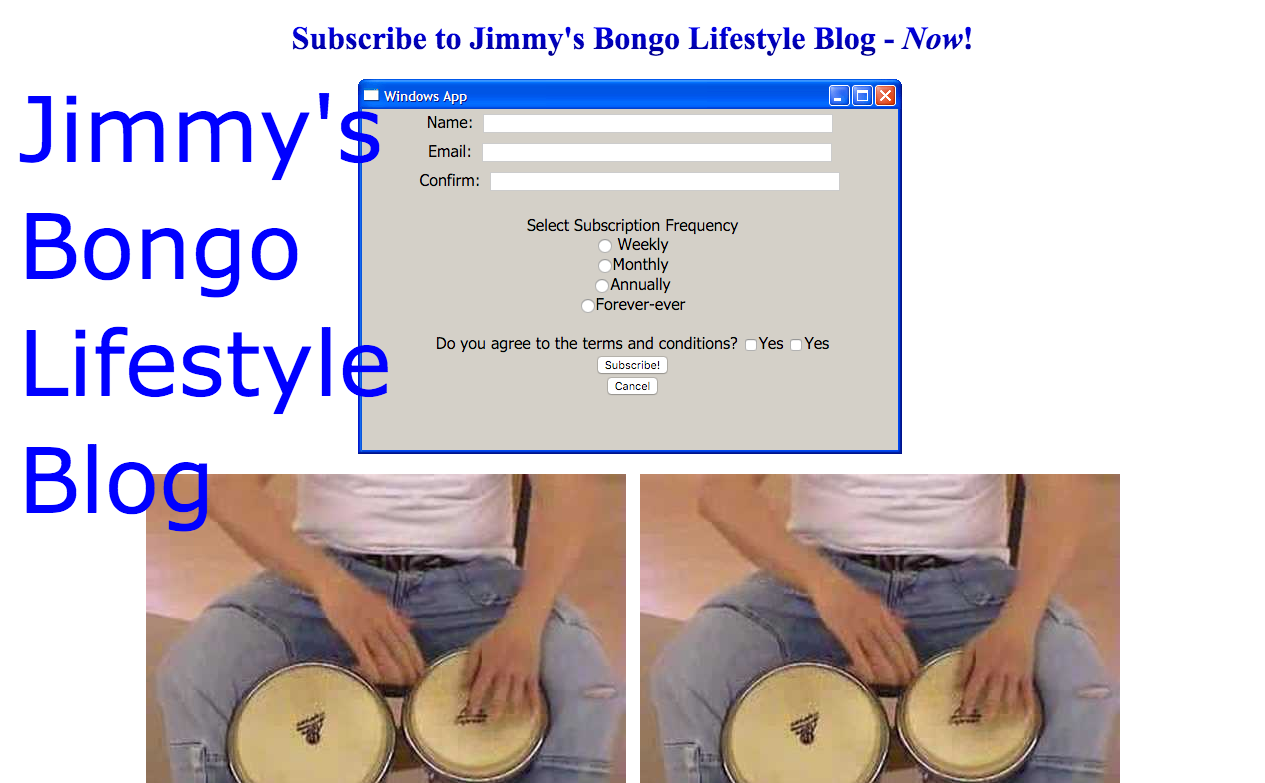 Subscribe to Jimmy's Bongo Lifestyle Blog - Now!
Jimmy's
Bongo
Lifestyle
Blog
Windows App
Name:
Email:
Confirm:
Select Subscription Frequency
Weekly
Monthly
Annually
Forever-ever
Do you agree to the terms and conditions? Yes Yes
Subscribe!
Cancel